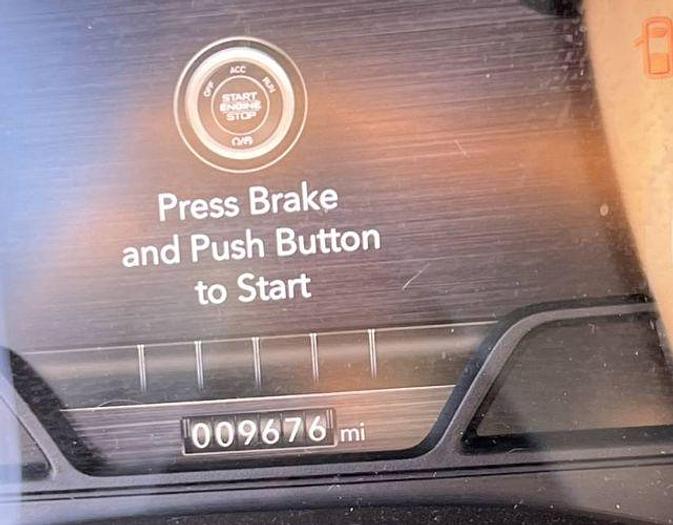 OFF ACC RUN
START
ENGINE
STOP
Press Brake
and Push Button
to Start
009676 mi